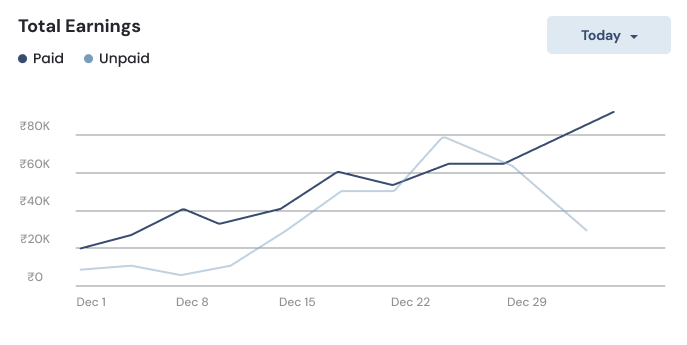 Total Earnings
Today
Paid
Unpaid
₹80K
₹60K
₹40K
₹20K
₹0
Dec 1
Dec 8
Dec 15
Dec 22
Dec 29